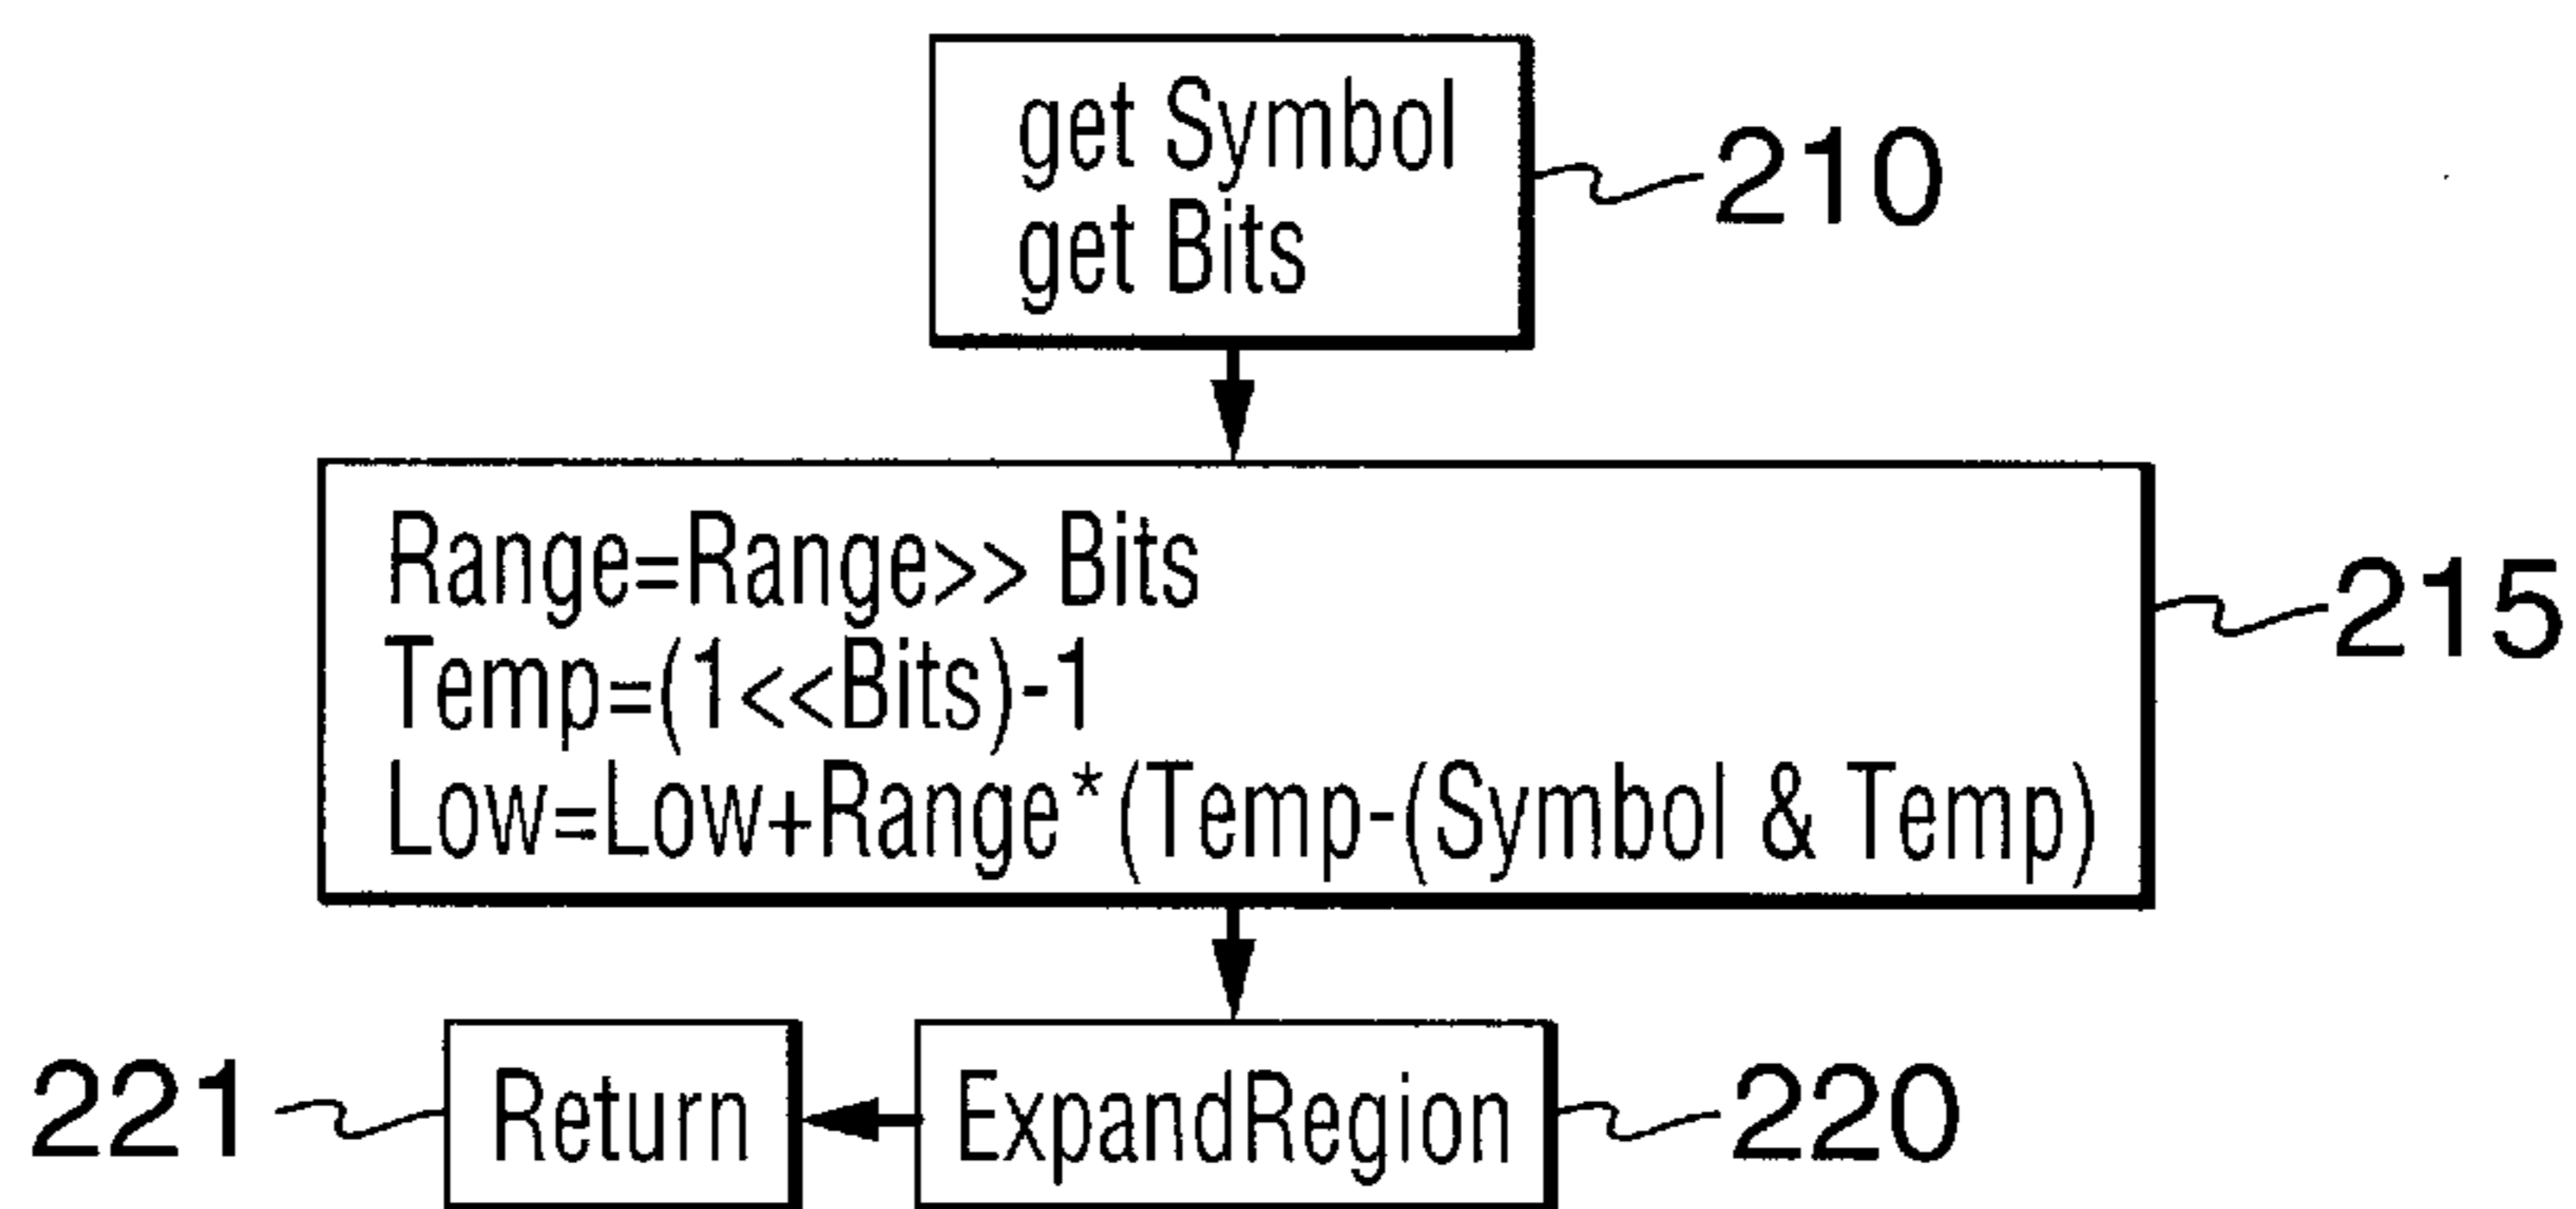 get Symbol
get Bits
210
Range=Range>> Bits
Temp=(1<<Bits)-1
Low=Low+Range*(Temp-(Symbol & Temp)
215
221
Return
ExpandRegion
220